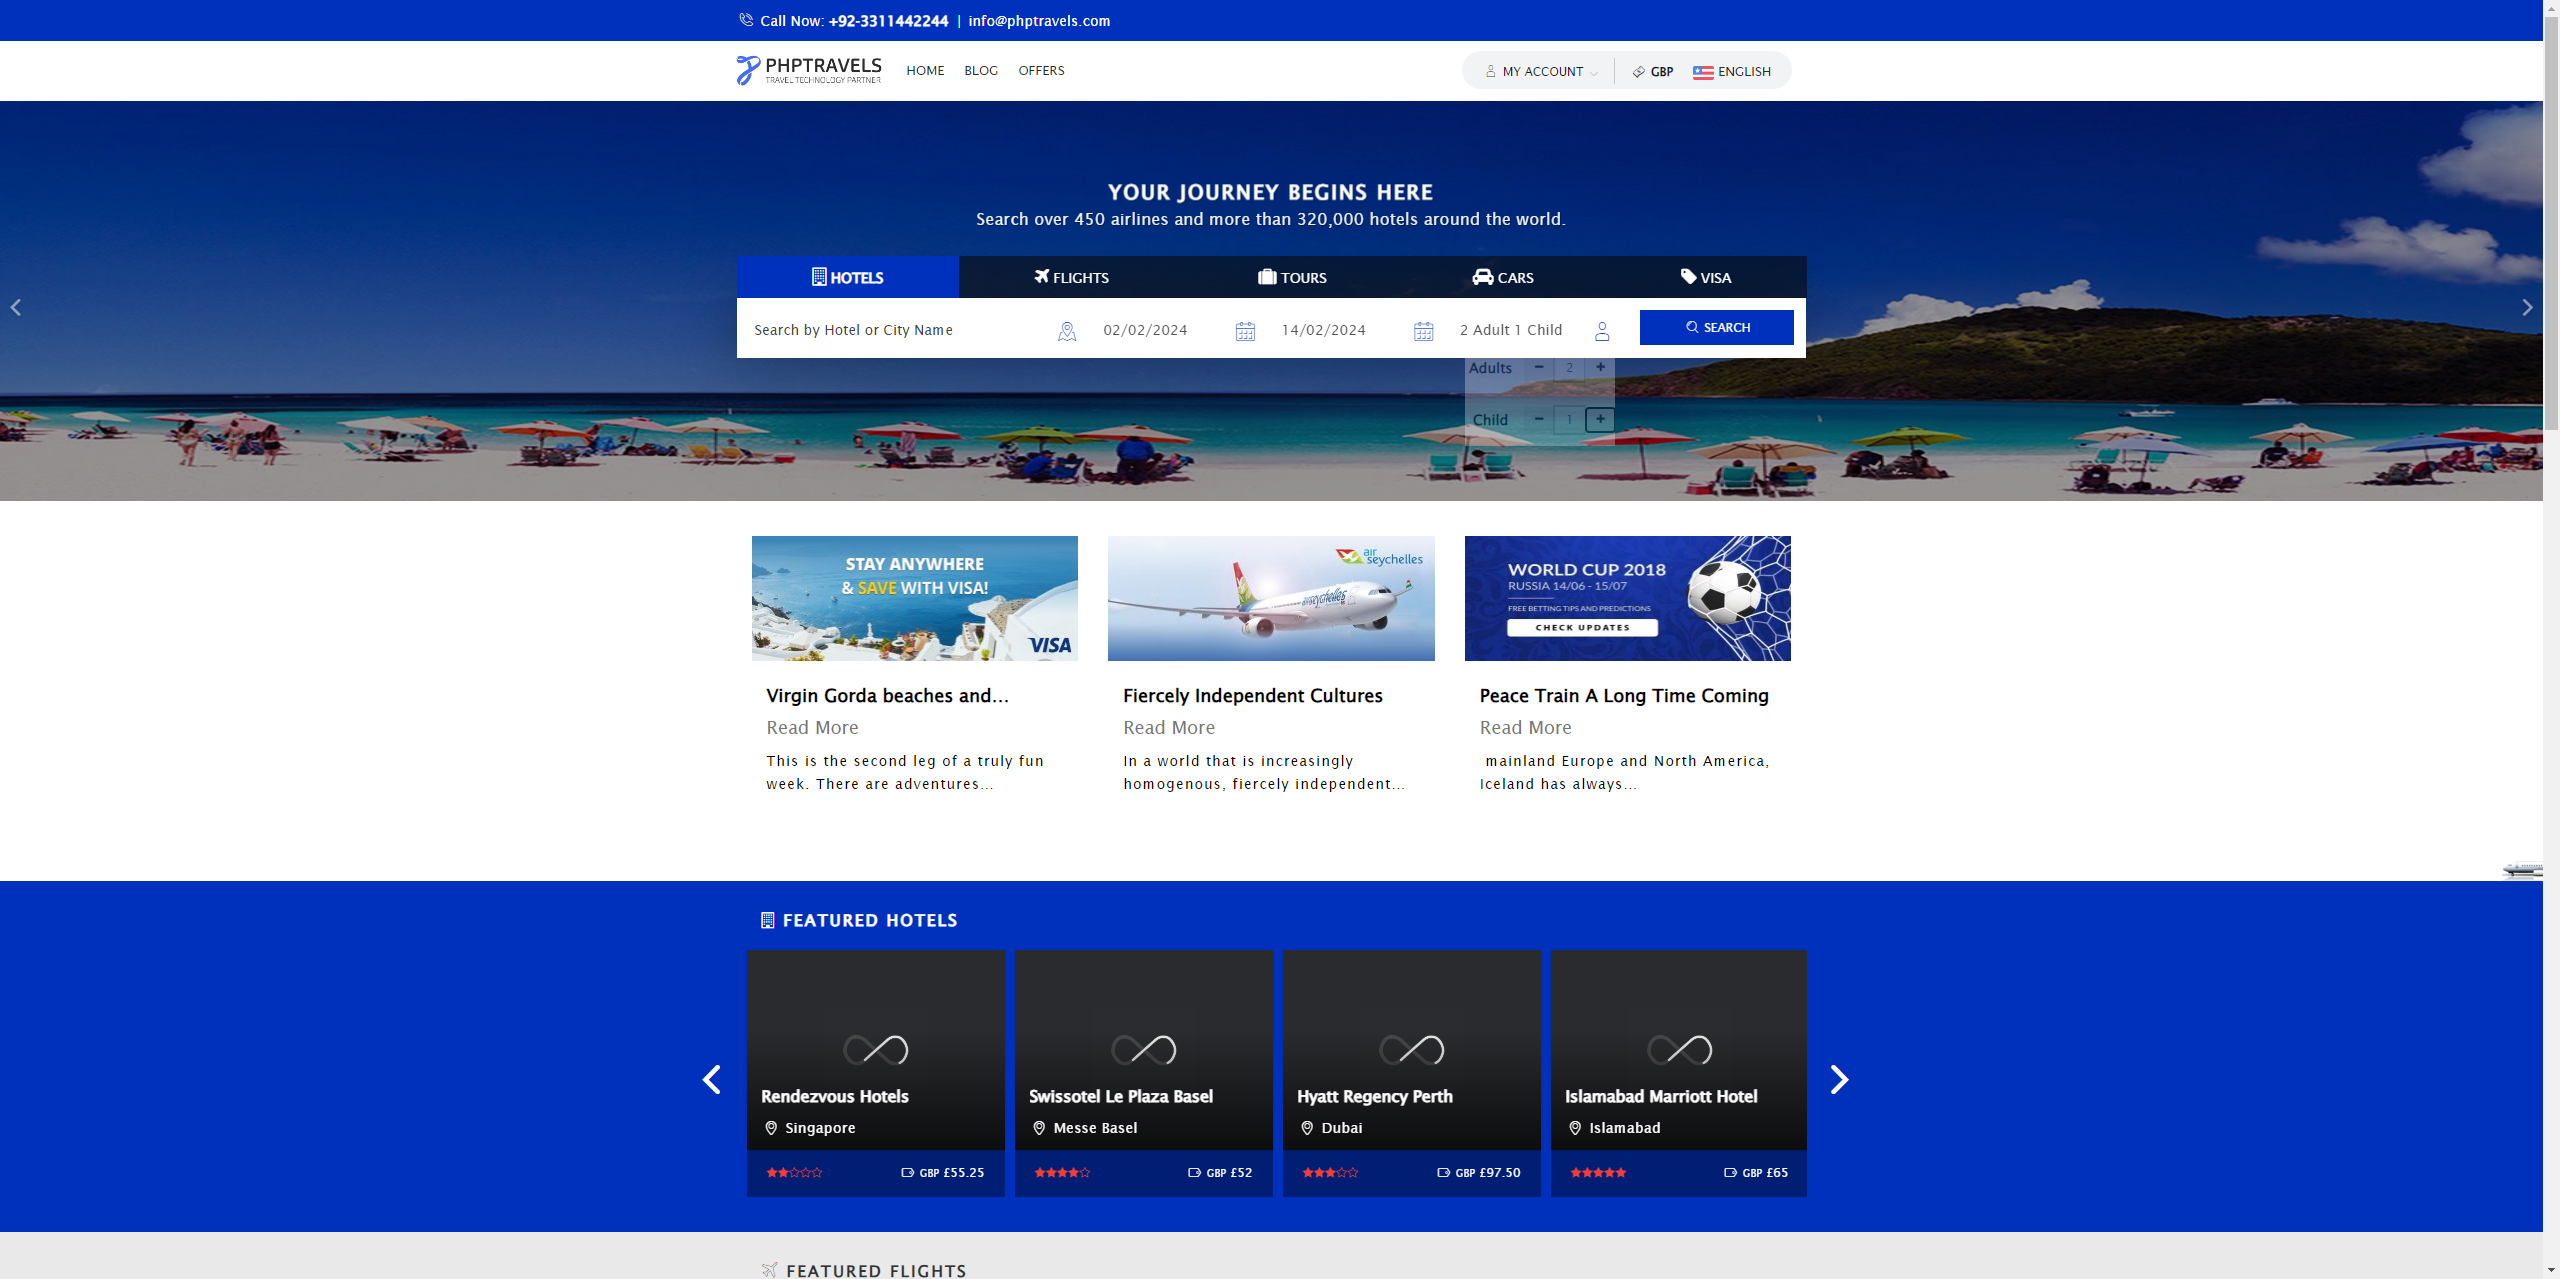 Call Now: +92-3311442244 | info@phptravels.com
PHPTRAVELS
TRAVEL TECHNOLOGY PARTNER
HOME BLOG OFFERS
MY ACCOUNT GBP ENGLISH
YOUR JOURNEY BEGINS HERE
Search over 450 airlines and more than 320,000 hotels around the world.
HOTELS FLIGHTS TOURS CARS VISA
Search by Hotel or City Name 02/02/2024 14/02/2024 2 Adult 1 Child SEARCH
Adults − 2 +
Child − 1 +
STAY ANYWHERE
& SAVE WITH VISA!
VISA
air
seychelles
airseychelles
WORLD CUP 2018
RUSSIA 14/06 - 15/07
FREE BETTING TIPS AND PREDICTIONS
CHECK UPDATES
Virgin Gorda beaches and...
Read More
This is the second leg of a truly fun
week. There are adventures...
Fiercely Independent Cultures
Read More
In a world that is increasingly
homogenous, fiercely independent...
Peace Train A Long Time Coming
Read More
mainland Europe and North America,
Iceland has always...
FEATURED HOTELS
Rendezvous Hotels
Singapore
GBP £55.25
Swissotel Le Plaza Basel
Messe Basel
GBP £52
Hyatt Regency Perth
Dubai
GBP £97.50
Islamabad Marriott Hotel
Islamabad
GBP £65
FEATURED FLIGHTS